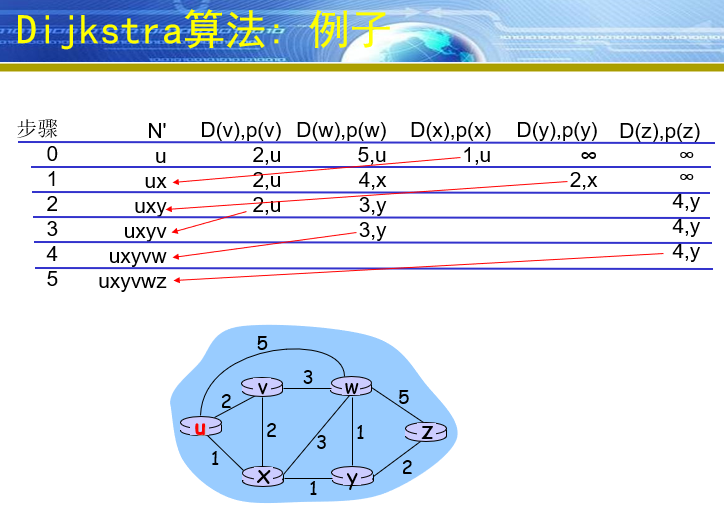 Dijkstra算法: 例子
步骤 N' D(v),p(v) D(w),p(w) D(x),p(x) D(y),p(y) D(z),p(z)
0 u 2,u 5,u 1,u ∞ ∞
1 ux 2,u 4,x 2,x ∞
2 uxy 2,u 3,y 4,y
3 uxyv 3,y 4,y
4 uxyvw 4,y
5 uxyvwz
5
v 3 w
2 5
u 2 3 1 z
1 2
x y
1